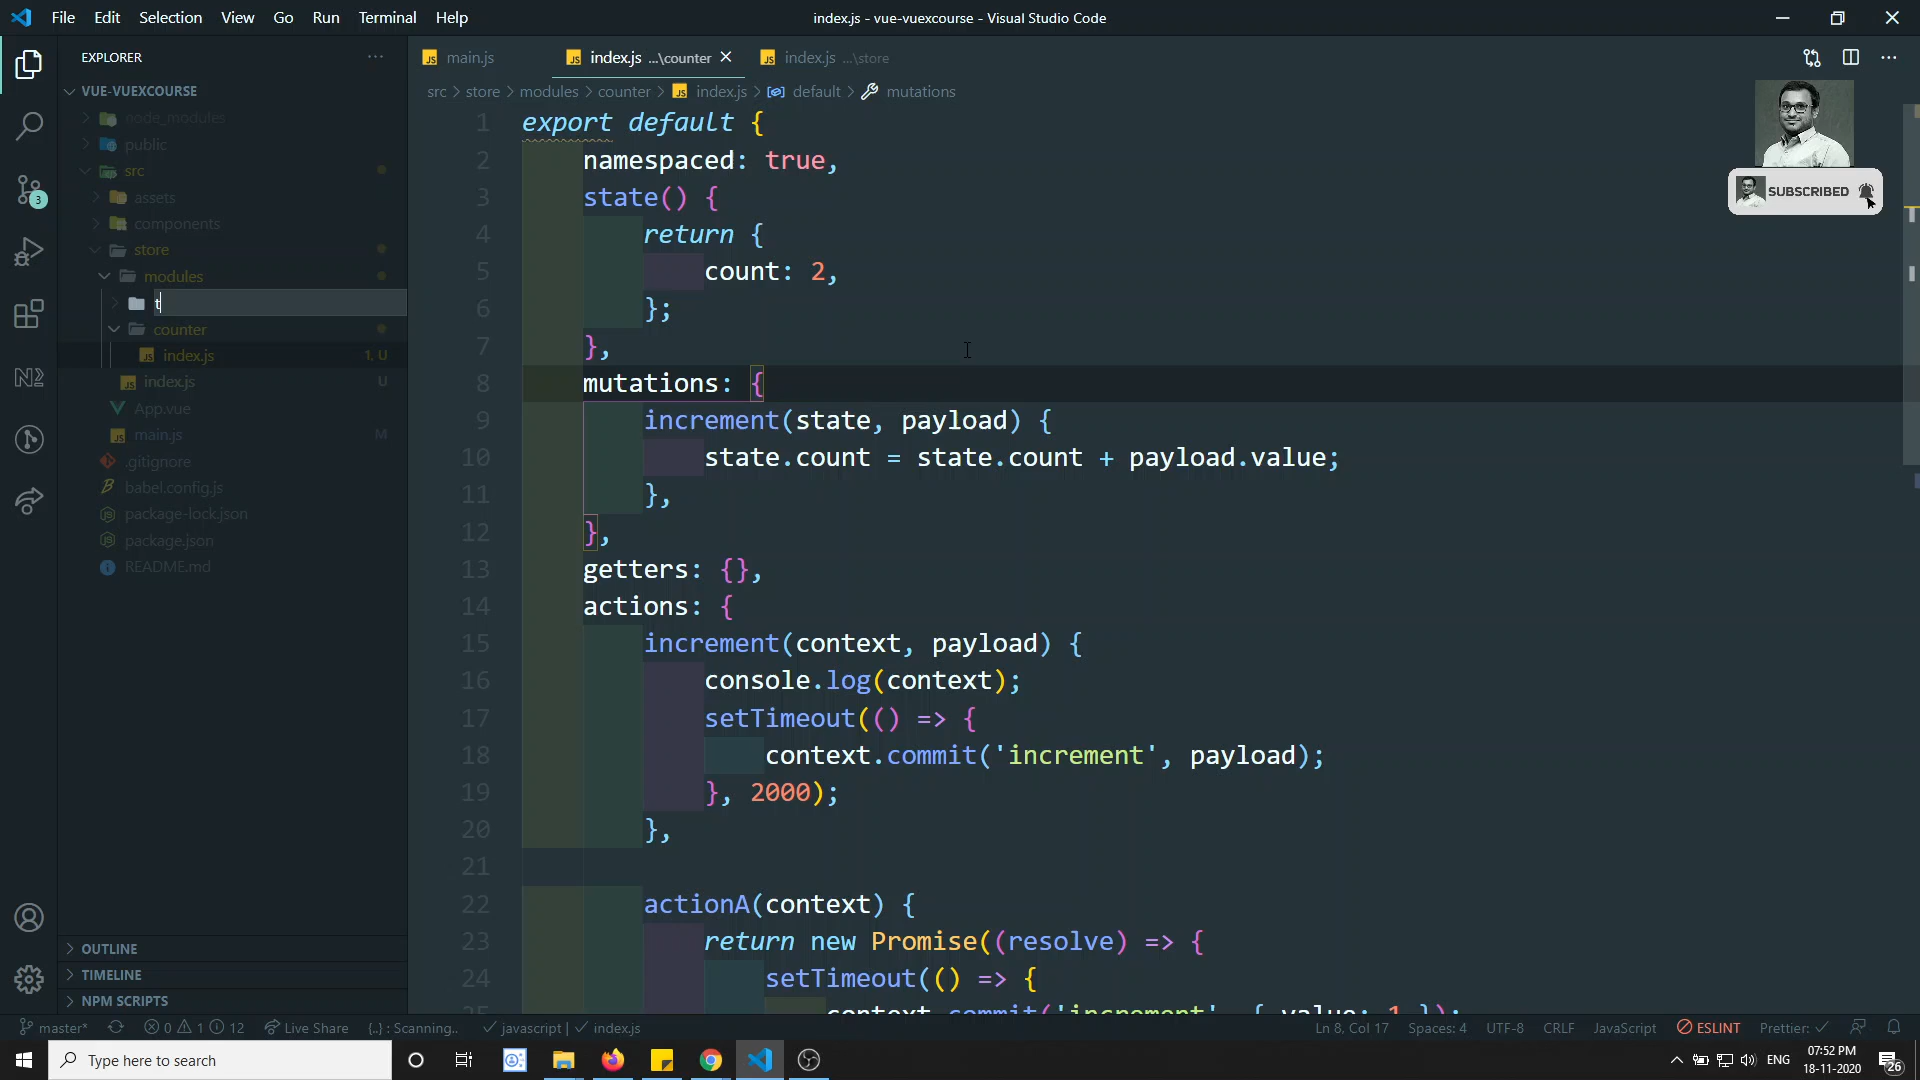 File Edit Selection View Go Run Terminal Help
index.js - vue-vuexcourse - Visual Studio Code
EXPLORER
main.js
index.js ...\counter
index.js ...\store
VUE-VUEXCOURSE
src > store > modules > counter > index.js > default > mutations
node_modules
public
src
assets
components
store
modules
t
counter
index.js 1, U
index.js U
App.vue
main.js M
.gitignore
babel.config.js
package-lock.json
package.json
README.md
OUTLINE
TIMELINE
NPM SCRIPTS
3
1 export default {
2 namespaced: true,
3 state() {
4 return {
5 count: 2,
6 };
7 },
8 mutations: {
9 increment(state, payload) {
10 state.count = state.count + payload.value;
11 },
12 },
13 getters: {},
14 actions: {
15 increment(context, payload) {
16 console.log(context);
17 setTimeout(() => {
18 context.commit('increment', payload);
19 }, 2000);
20 },
21
22 actionA(context) {
23 return new Promise((resolve) => {
24 setTimeout(() => {
25 context.commit('increment', { value: 1 });
SUBSCRIBED
master* 0 1 12 Live Share {..} : Scanning.. javascript | index.js
Ln 8, Col 17 Spaces: 4 UTF-8 CRLF JavaScript ESLINT Prettier:
Type here to search
ENG
07:52 PM
18-11-2020
26